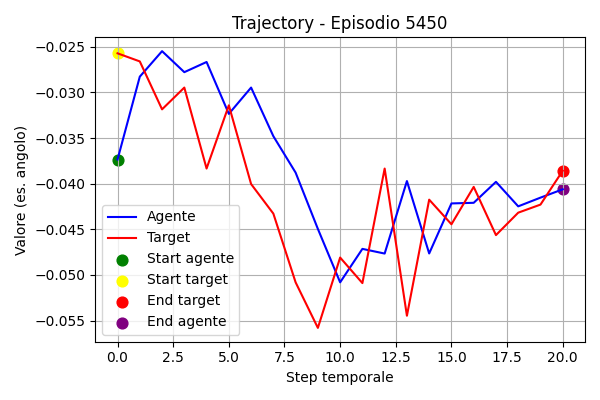 Trajectory - Episodio 5450
Valore (es. angolo)
−0.025
−0.030
−0.035
−0.040
−0.045
−0.050
−0.055
Agente
Target
Start agente
Start target
End target
End agente
0.0 2.5 5.0 7.5 10.0 12.5 15.0 17.5 20.0
Step temporale